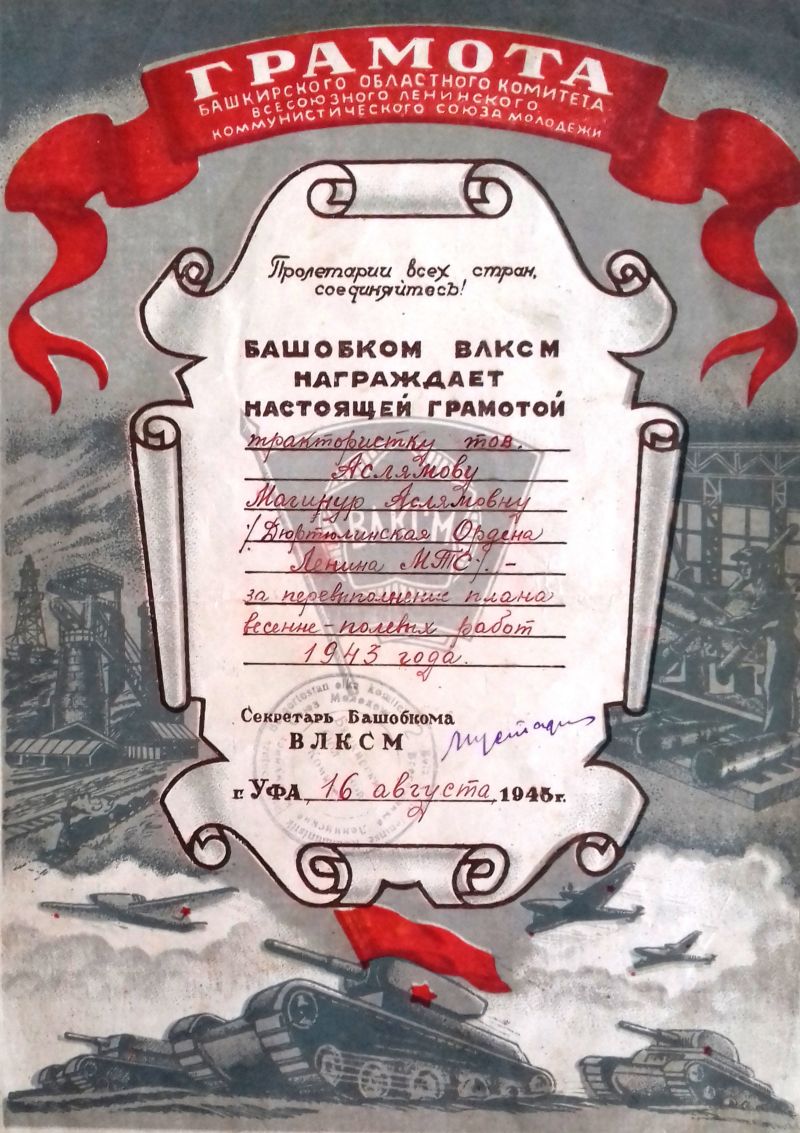 ГРАМОТА
БАШКИРСКОГО ОБЛАСТНОГО КОМИТЕТА
ВСЕСОЮЗНОГО ЛЕНИНСКОГО
КОММУНИСТИЧЕСКОГО СОЮЗА МОЛОДЕЖИ
Пролетарии всех стран,
соединяйтесь!
БАШОБКОМ ВЛКСМ
НАГРАЖДАЕТ
НАСТОЯЩЕЙ ГРАМОТОЙ
трактористку тов.
Аслямову
Магинур Аслямовну
/Дюртюлинская Ордена
Ленина МТС/. –
за перевыполнение плана
весенне-полевых работ
1943 года.
ВЛКСМ
Секретарь Башобкома
ВЛКСМ
г. УФА 16 августа 194 г.